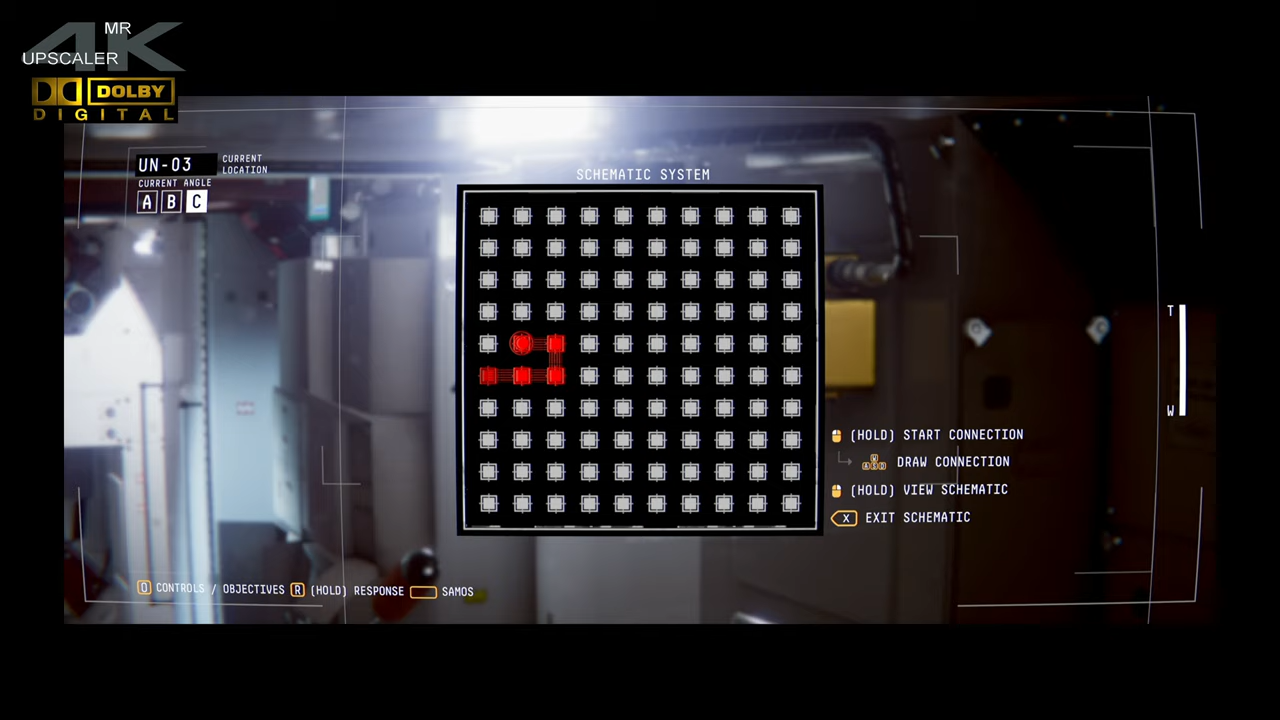 4K
MR
UPSCALER
DOLBY
DIGITAL
UN-03
CURRENT
LOCATION
CURRENT ANGLE
A B C
SCHEMATIC SYSTEM
T
W
(HOLD) START CONNECTION
W
A S D
DRAW CONNECTION
(HOLD) VIEW SCHEMATIC
X EXIT SCHEMATIC
O CONTROLS / OBJECTIVES R (HOLD) RESPONSE SAMOS